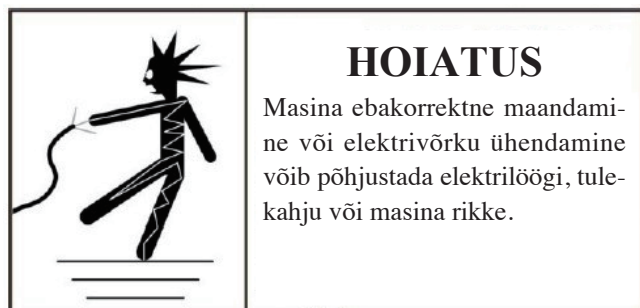 HOIATUS
Masina ebakorrektne maandami-
ne või elektrivõrku ühendamine
võib põhjustada elektrilöögi, tule-
kahju või masina rikke.